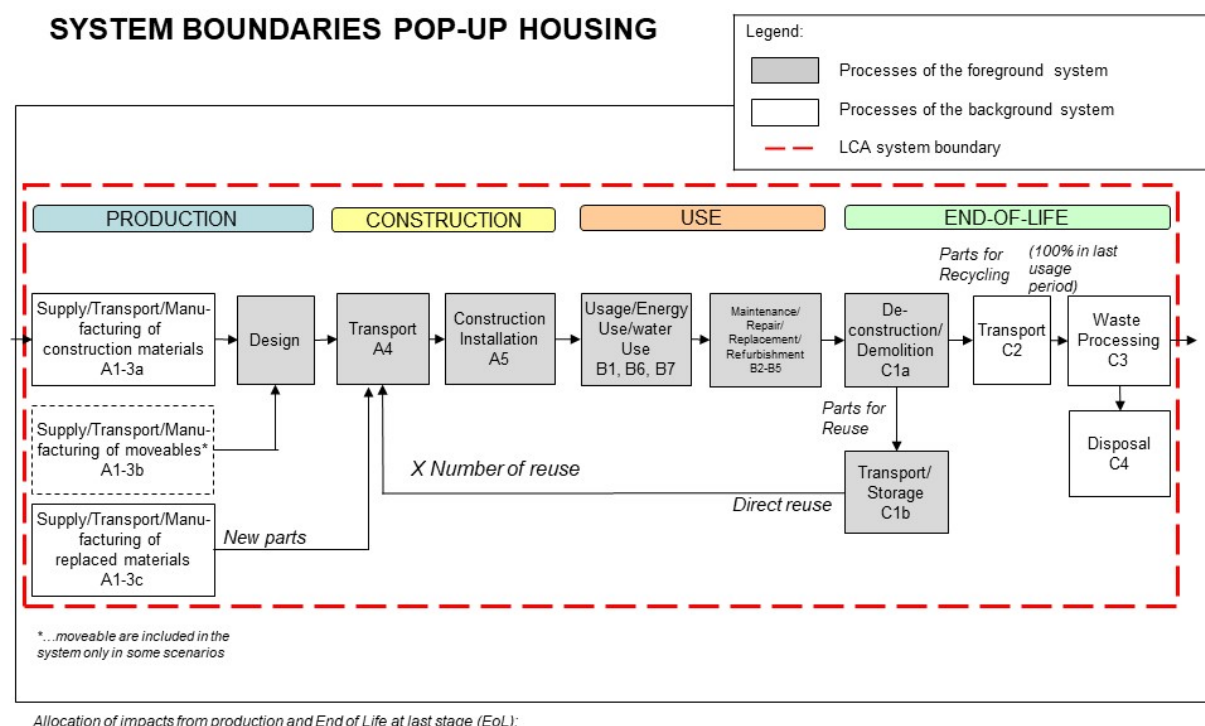 SYSTEM BOUNDARIES POP-UP HOUSING
Legend:
Processes of the foreground system
Processes of the background system
LCA system boundary
PRODUCTION
CONSTRUCTION
USE
END-OF-LIFE
Parts for
Recycling
(100% in last
usage
period)
Supply/Transport/Manu-
facturing of
construction materials
A1-3a
Design
Transport
A4
Construction
Installation
A5
Usage/Energy
Use/water
Use
B1, B6, B7
Maintenance/
Repair/
Replacement/
Refurbishment
B2-B5
De-
construction/
Demolition
C1a
Transport
C2
Waste
Processing
C3
Supply/Transport/Manu-
facturing of moveables*
A1-3b
Parts for
Reuse
Disposal
C4
X Number of reuse
Transport/
Storage
C1b
Direct reuse
Supply/Transport/Manu-
facturing of
replaced materials
A1-3c
New parts
*...moveable are included in the
system only in some scenarios
Allocation of impacts from production and End of Life at last stage (EoL):